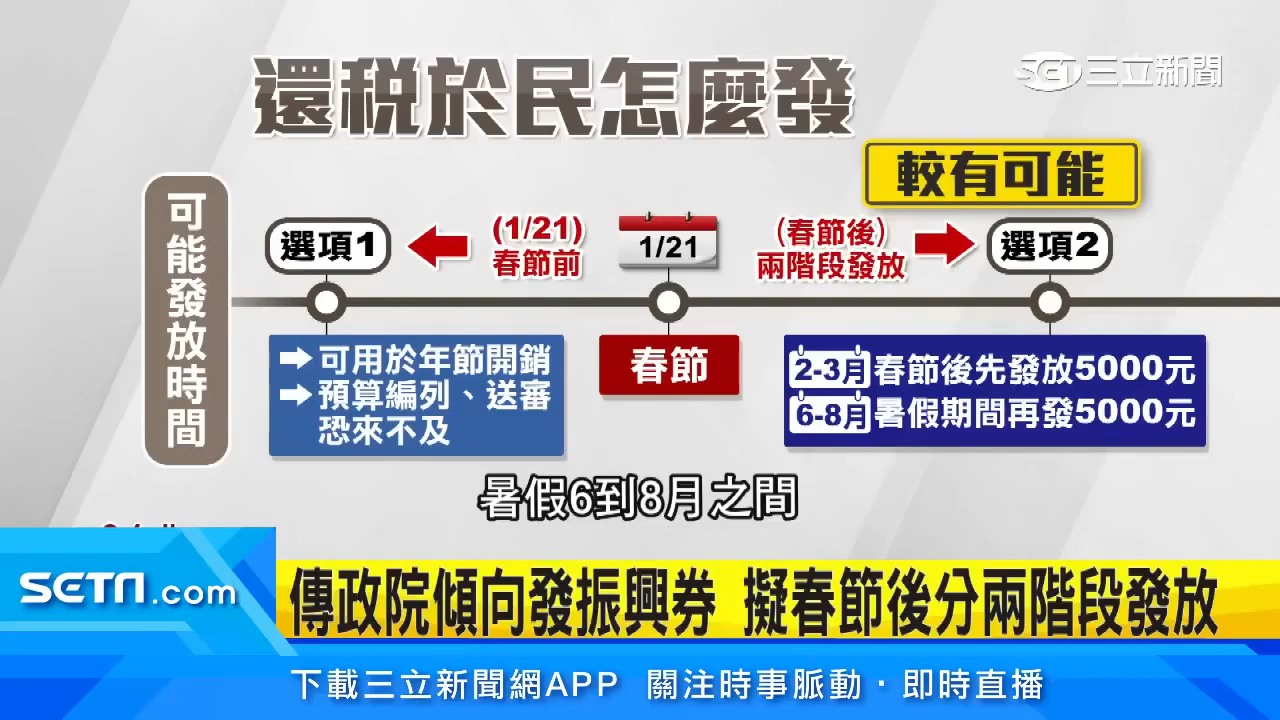 還稅於民怎麼發
SET三立新聞
較有可能
可能發放時間
選項1
(1/21)
春節前
1/21
(春節後)
兩階段發放
選項2
可用於年節開銷
預算編列、送審
恐來不及
春節
2-3月 春節後先發放5000元
6-8月 暑假期間再發5000元
暑假6到8月之間
SETN.com
傳政院傾向發振興券 擬春節後分兩階段發放
下載三立新聞網APP 關注時事脈動・即時直播